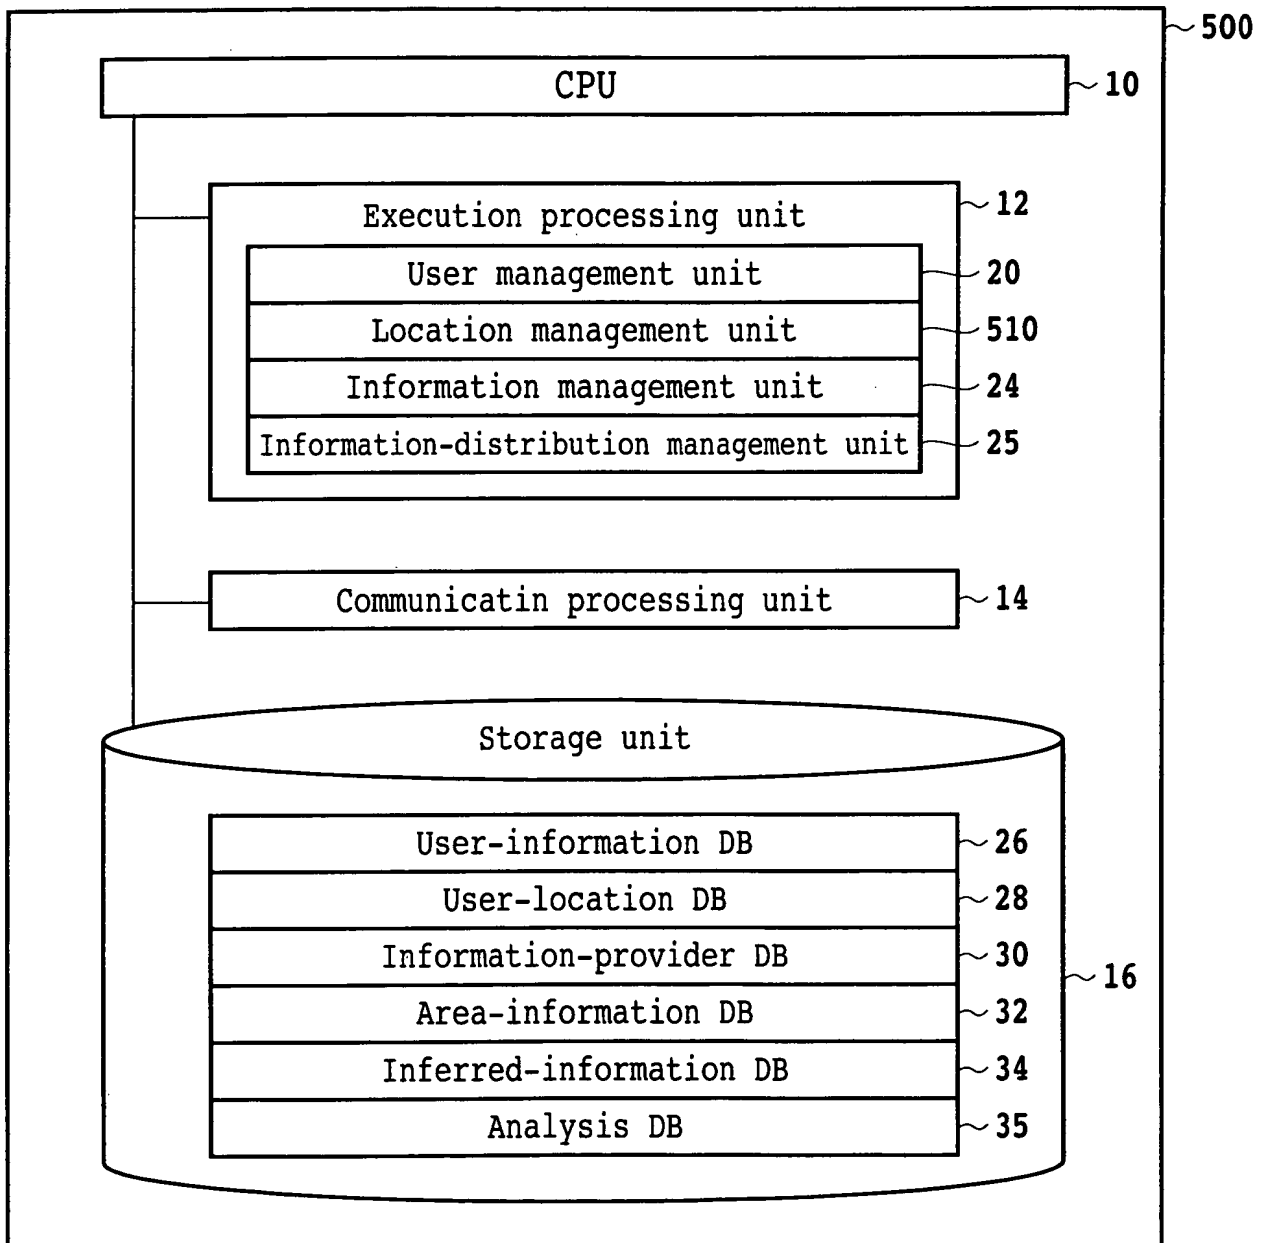 500
CPU 10
Execution processing unit 12
User management unit 20
Location management unit 510
Information management unit 24
Information-distribution management unit 25
Communicatin processing unit 14
Storage unit
User-information DB 26
User-location DB 28
Information-provider DB 30
16
Area-information DB 32
Inferred-information DB 34
Analysis DB 35